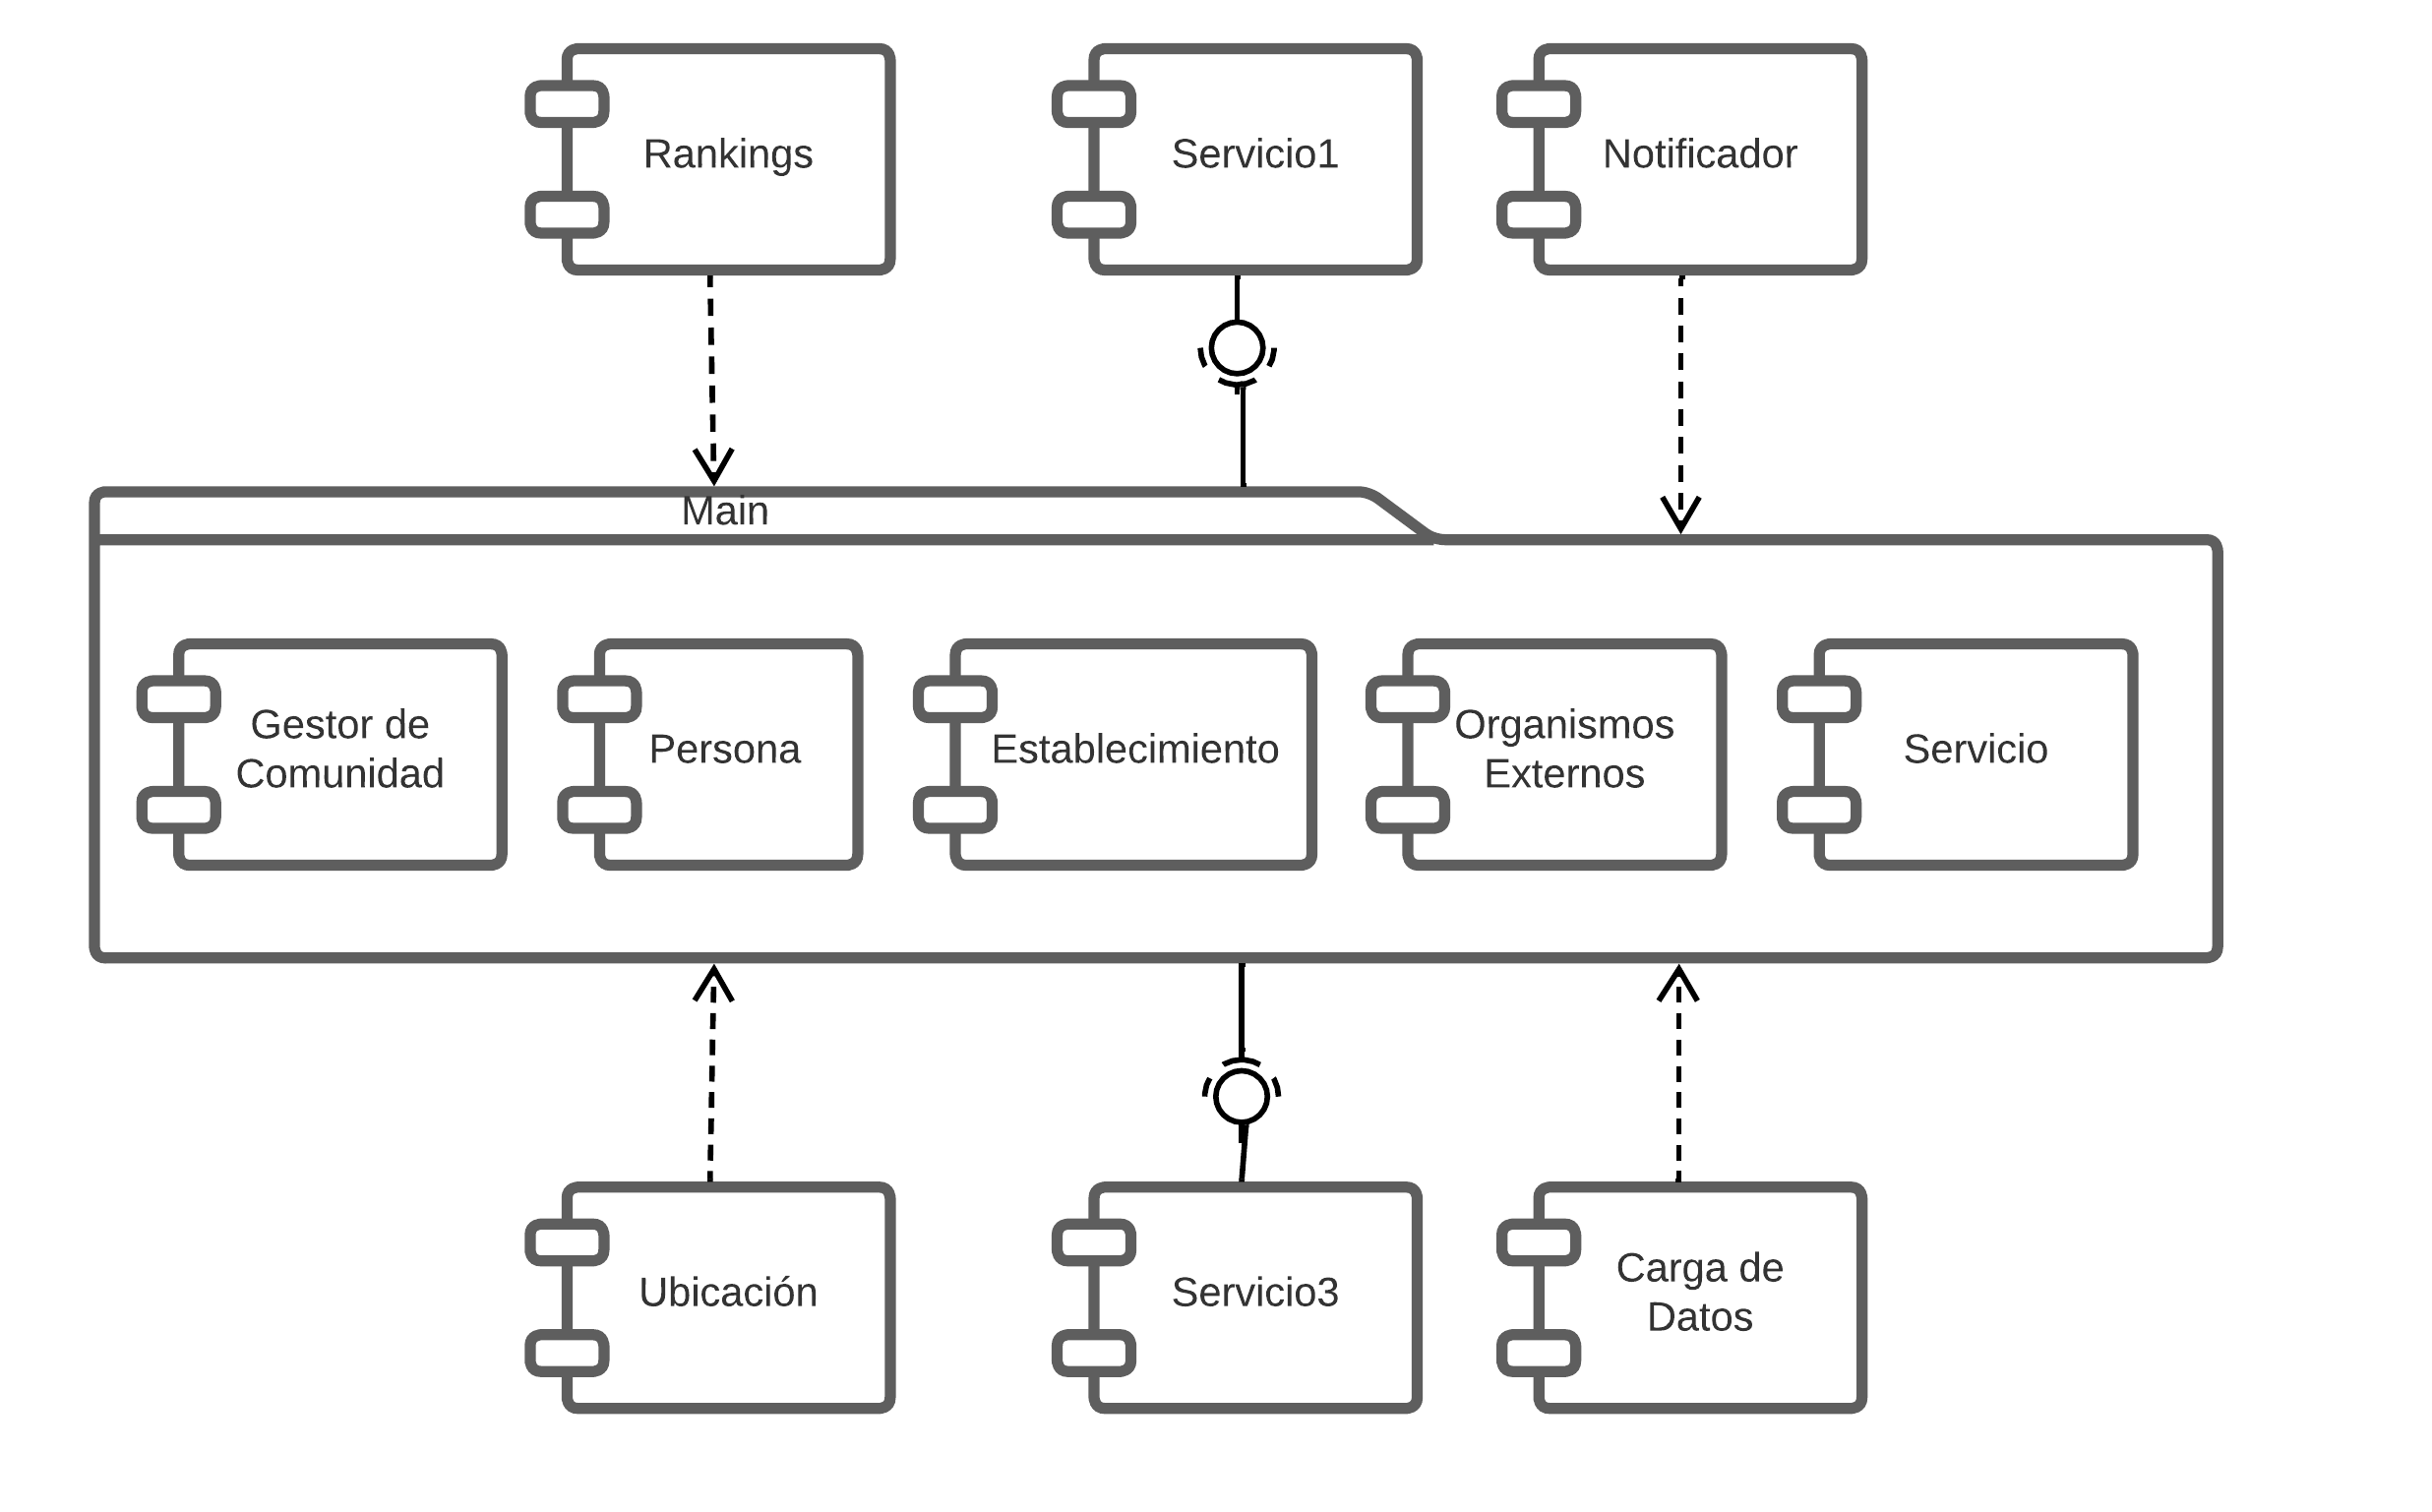 Rankings
Servicio1
Notificador
Main
Gestor de
Comunidad
Persona
Establecimiento
Organismos
Externos
Servicio
Ubicación
Servicio3
Carga de
Datos